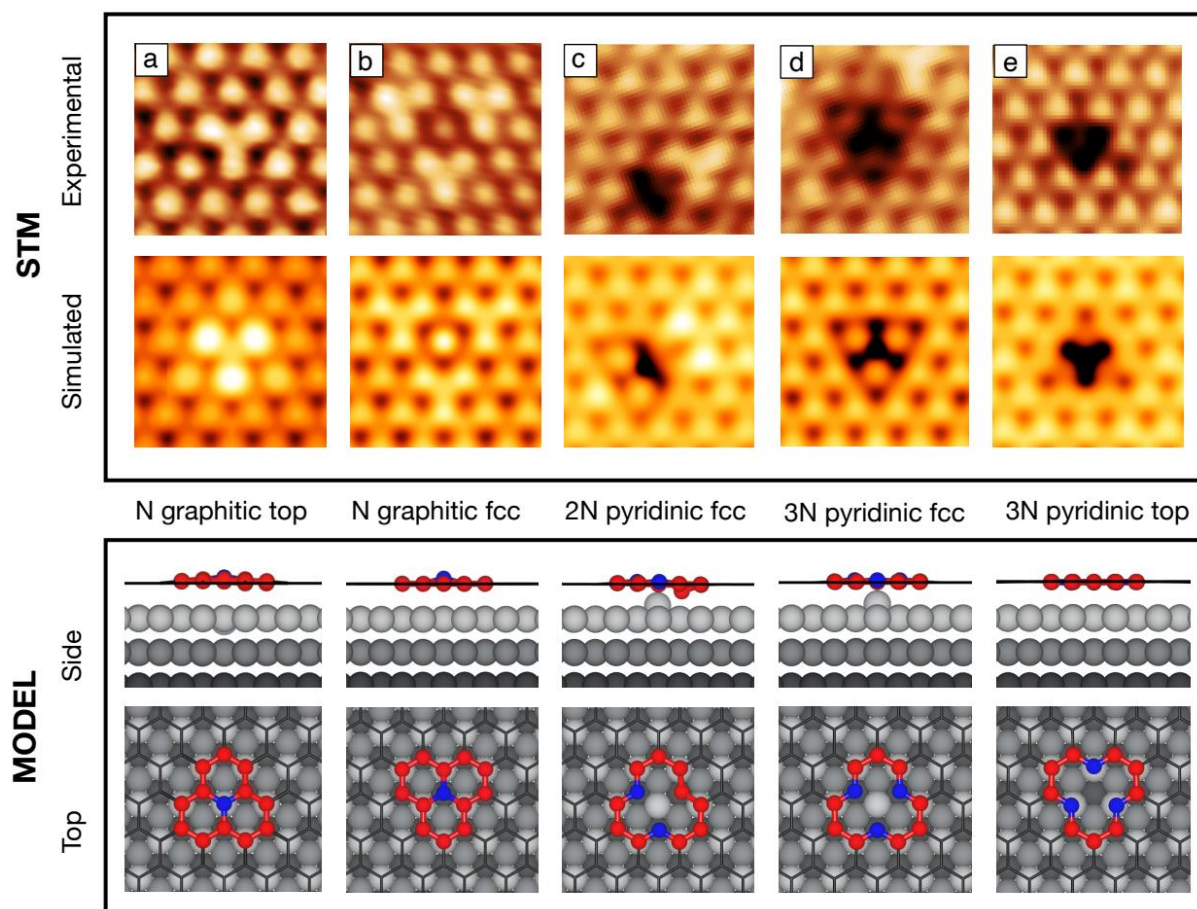 STM
Experimental
a
b
c
d
e
Simulated
N graphitic top
N graphitic fcc
2N pyridinic fcc
3N pyridinic fcc
3N pyridinic top
MODEL
Side
Top